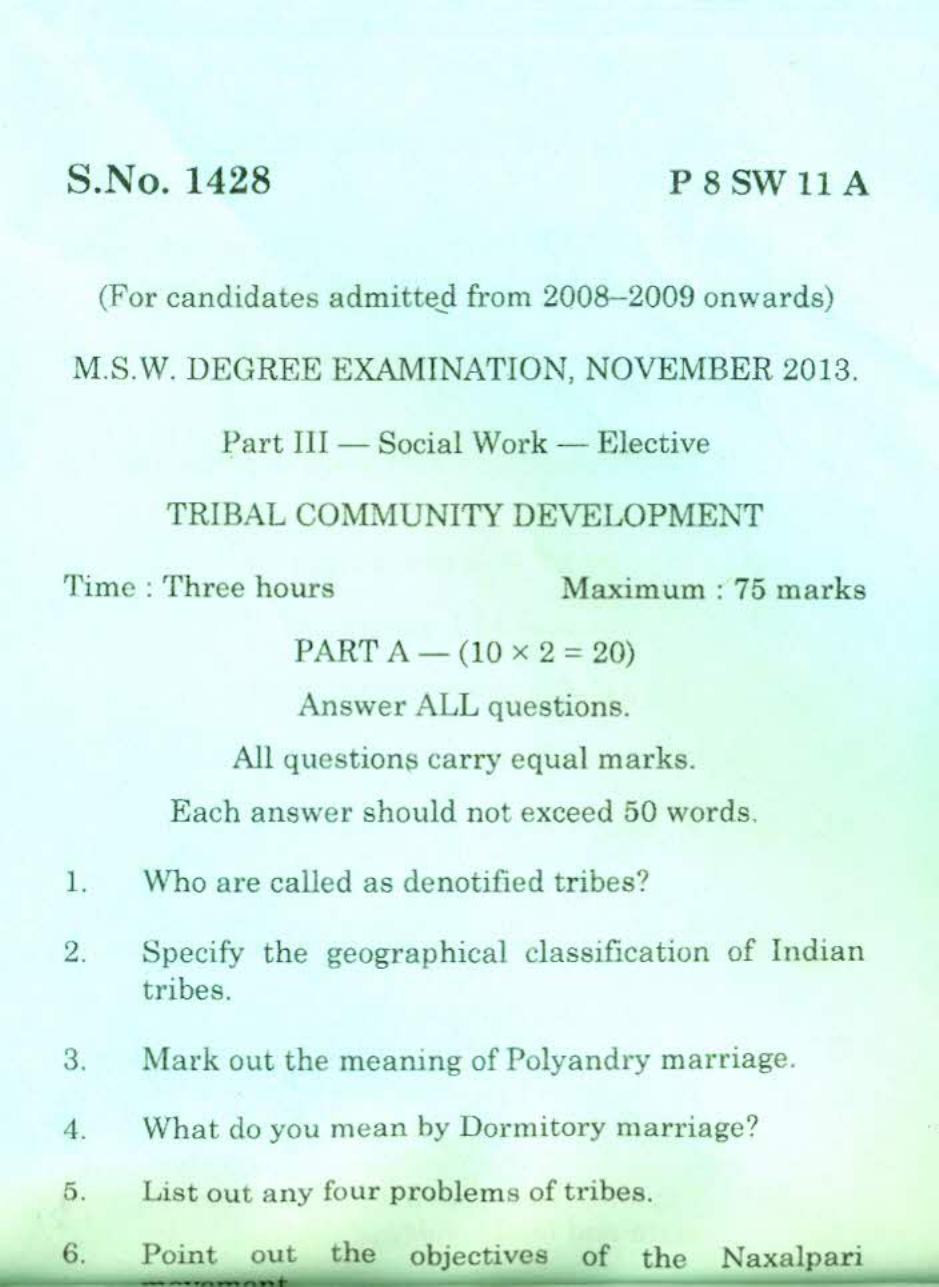 S.No. 1428 P 8 SW 11 A
(For candidates admitted from 2008–2009 onwards)
M.S.W. DEGREE EXAMINATION, NOVEMBER 2013.
Part III — Social Work — Elective
TRIBAL COMMUNITY DEVELOPMENT
Time : Three hours Maximum : 75 marks
PART A — (10 × 2 = 20)
Answer ALL questions.
All questions carry equal marks.
Each answer should not exceed 50 words.
1. Who are called as denotified tribes?
2. Specify the geographical classification of Indian
tribes.
3. Mark out the meaning of Polyandry marriage.
4. What do you mean by Dormitory marriage?
5. List out any four problems of tribes.
6. Point out the objectives of the Naxalpari